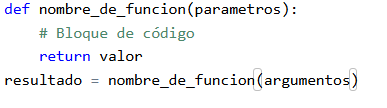 def nombre_de_funcion(parametros):
    # Bloque de código
    return valor
resultado = nombre_de_funcion(argumentos)